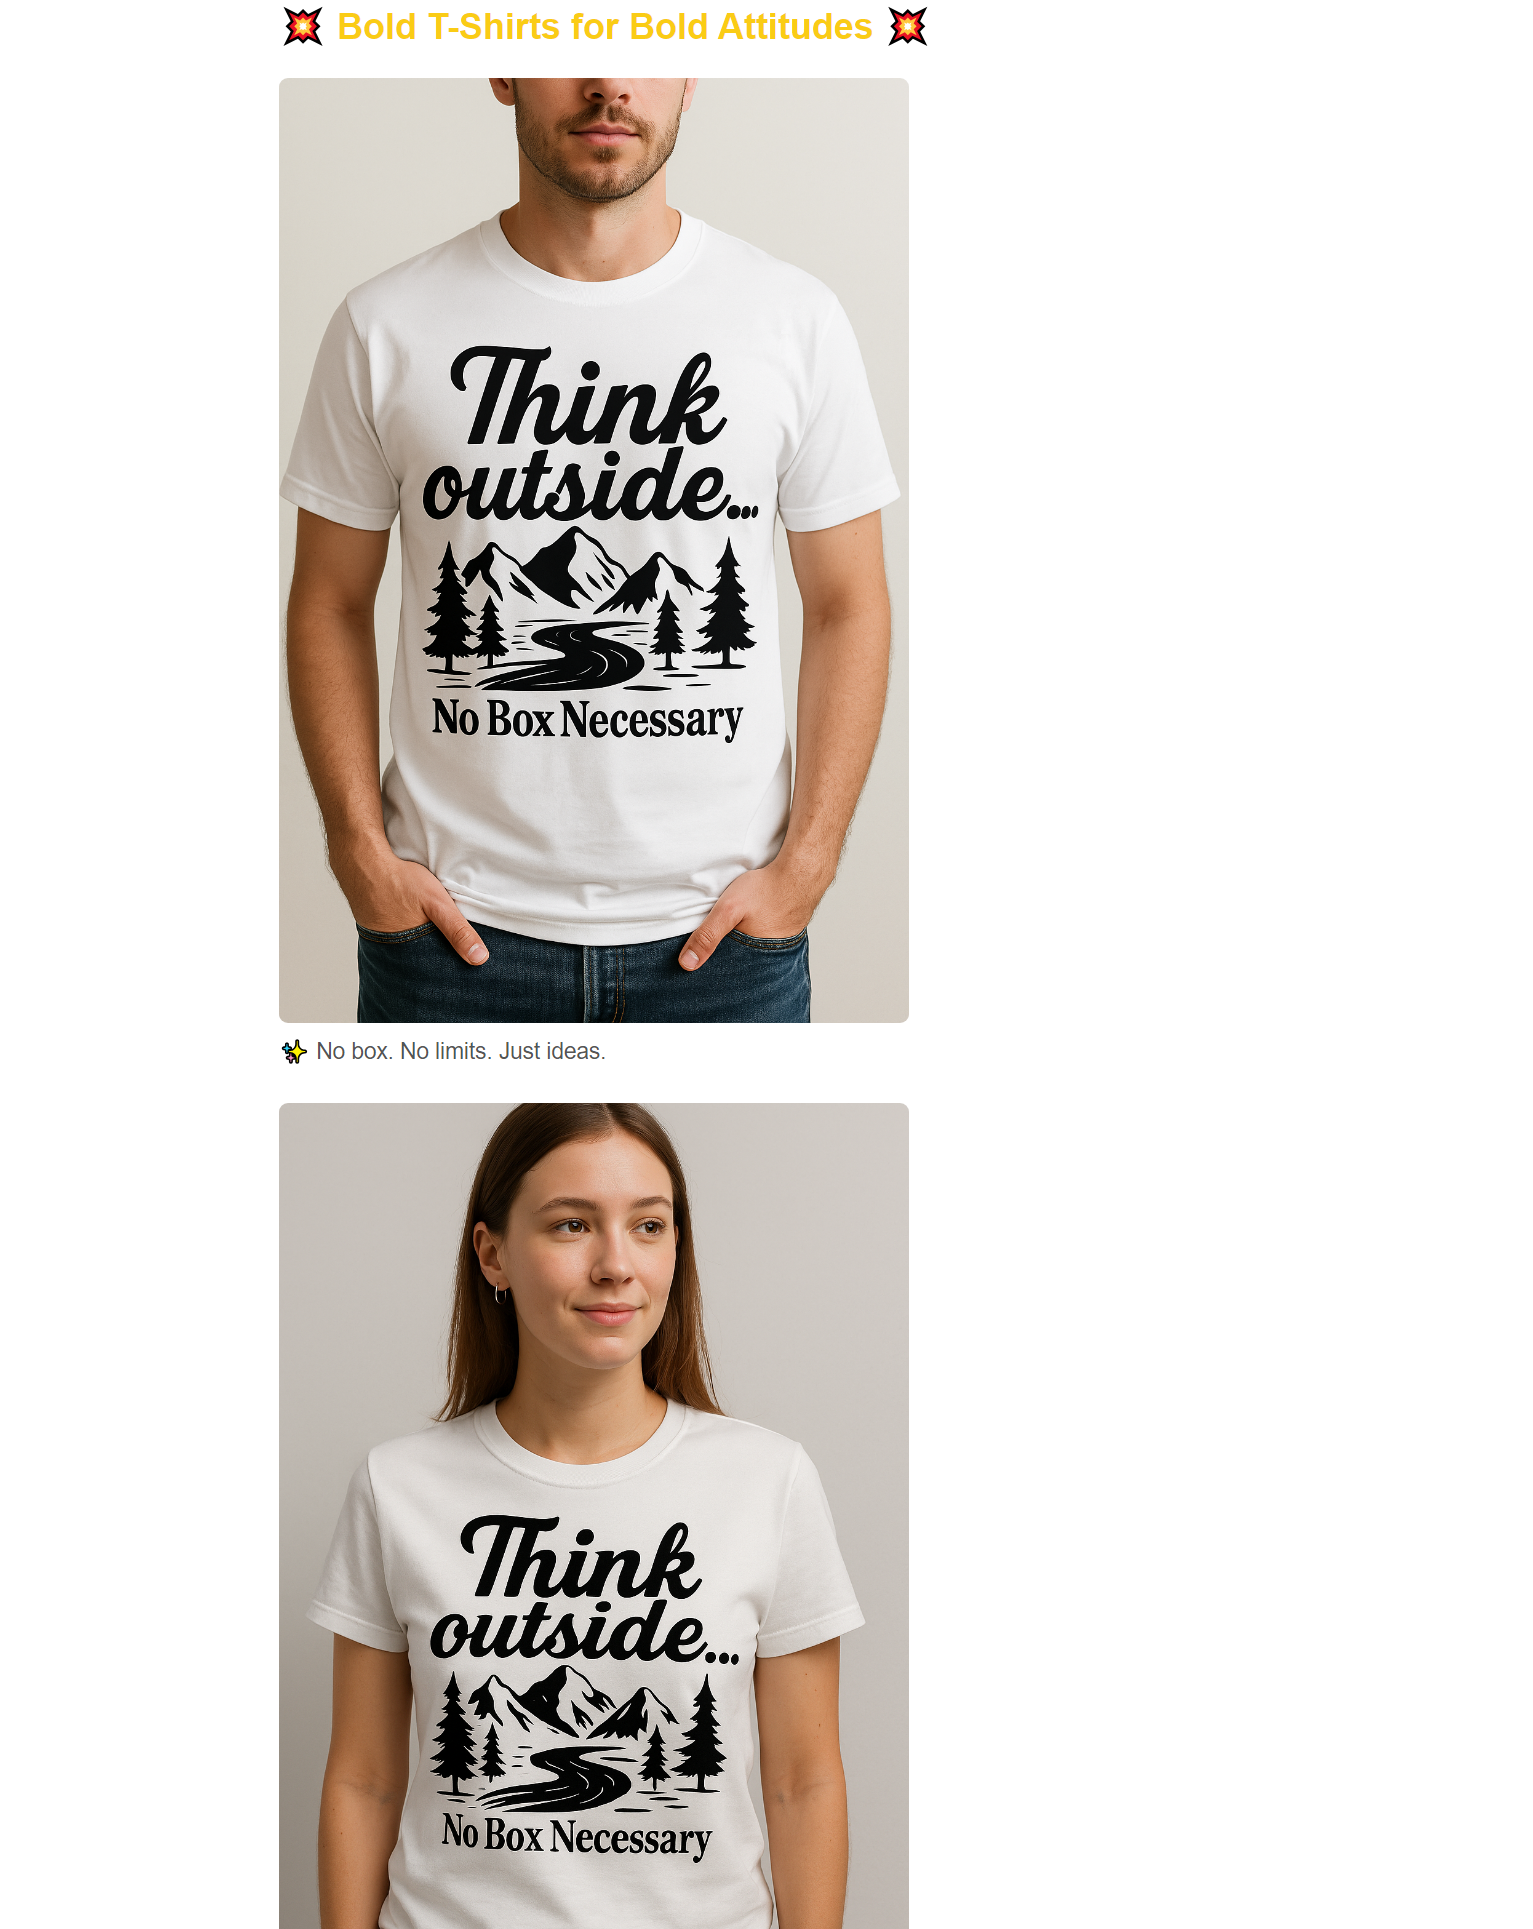 💥 Bold T-Shirts for Bold Attitudes 💥
Think
outside...
No Box Necessary
✨ No box. No limits. Just ideas.
Think
outside...
No Box Necessary